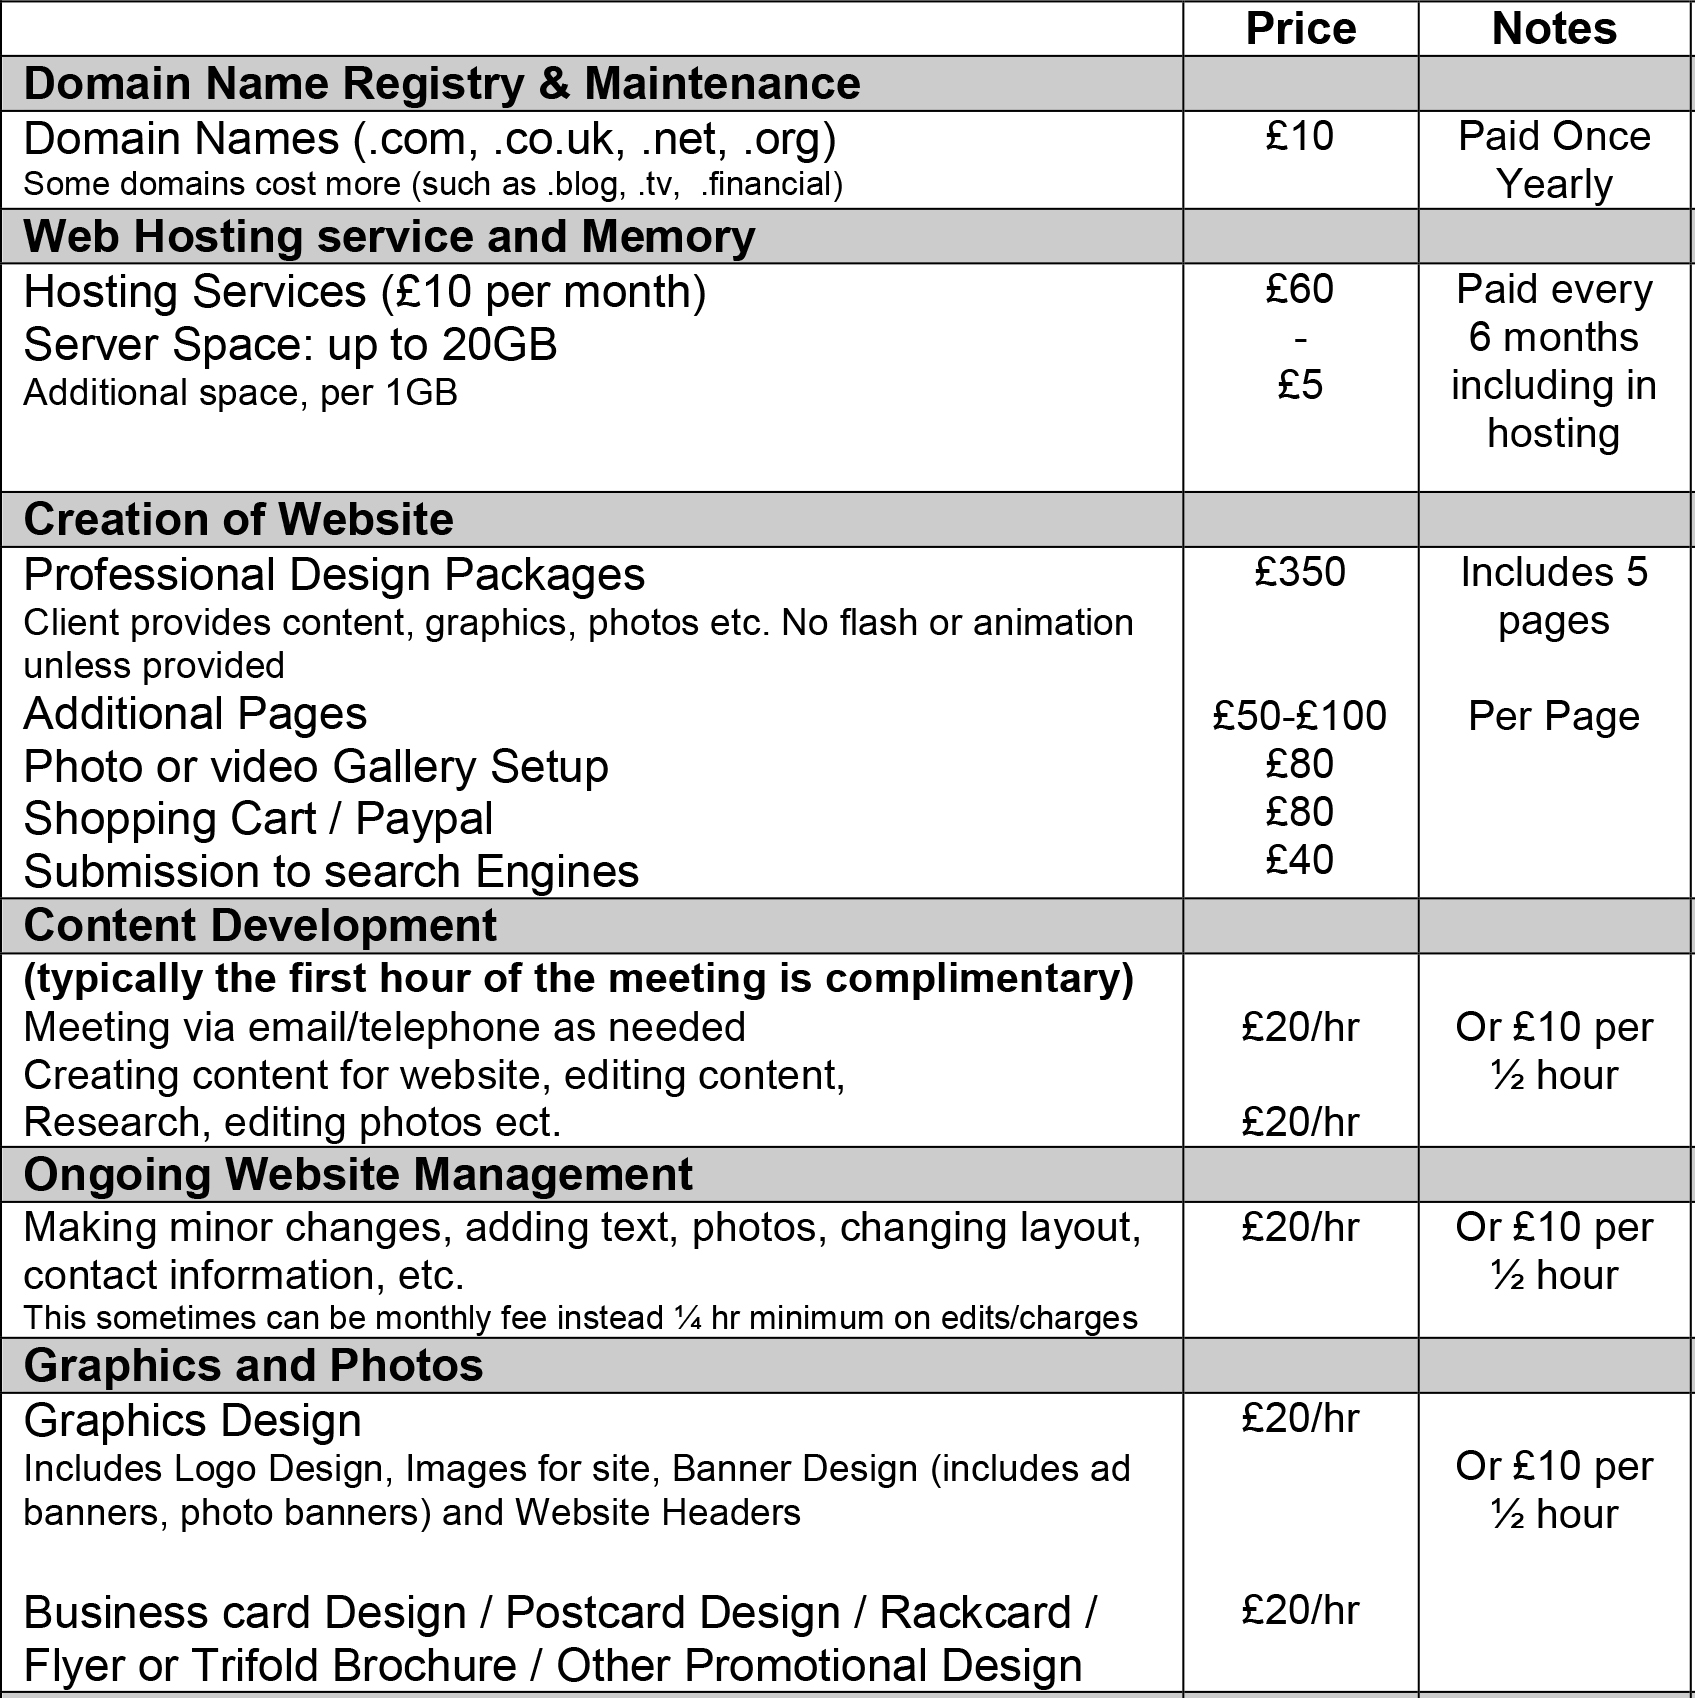 Price Notes
Domain Name Registry & Maintenance
Domain Names (.com, .co.uk, .net, .org) £10 Paid Once
Some domains cost more (such as .blog, .tv, .financial) Yearly
Web Hosting service and Memory
Hosting Services (£10 per month) £60 Paid every
Server Space: up to 20GB - 6 months
Additional space, per 1GB £5 including in
hosting
Creation of Website
Professional Design Packages £350 Includes 5
Client provides content, graphics, photos etc. No flash or animation pages
unless provided
Additional Pages £50-£100 Per Page
Photo or video Gallery Setup £80
Shopping Cart / Paypal £80
Submission to search Engines £40
Content Development
(typically the first hour of the meeting is complimentary)
Meeting via email/telephone as needed £20/hr Or £10 per
Creating content for website, editing content, ½ hour
Research, editing photos ect. £20/hr
Ongoing Website Management
Making minor changes, adding text, photos, changing layout, £20/hr Or £10 per
contact information, etc. ½ hour
This sometimes can be monthly fee instead ¼ hr minimum on edits/charges
Graphics and Photos
Graphics Design £20/hr
Includes Logo Design, Images for site, Banner Design (includes ad Or £10 per
banners, photo banners) and Website Headers ½ hour
Business card Design / Postcard Design / Rackcard / £20/hr
Flyer or Trifold Brochure / Other Promotional Design